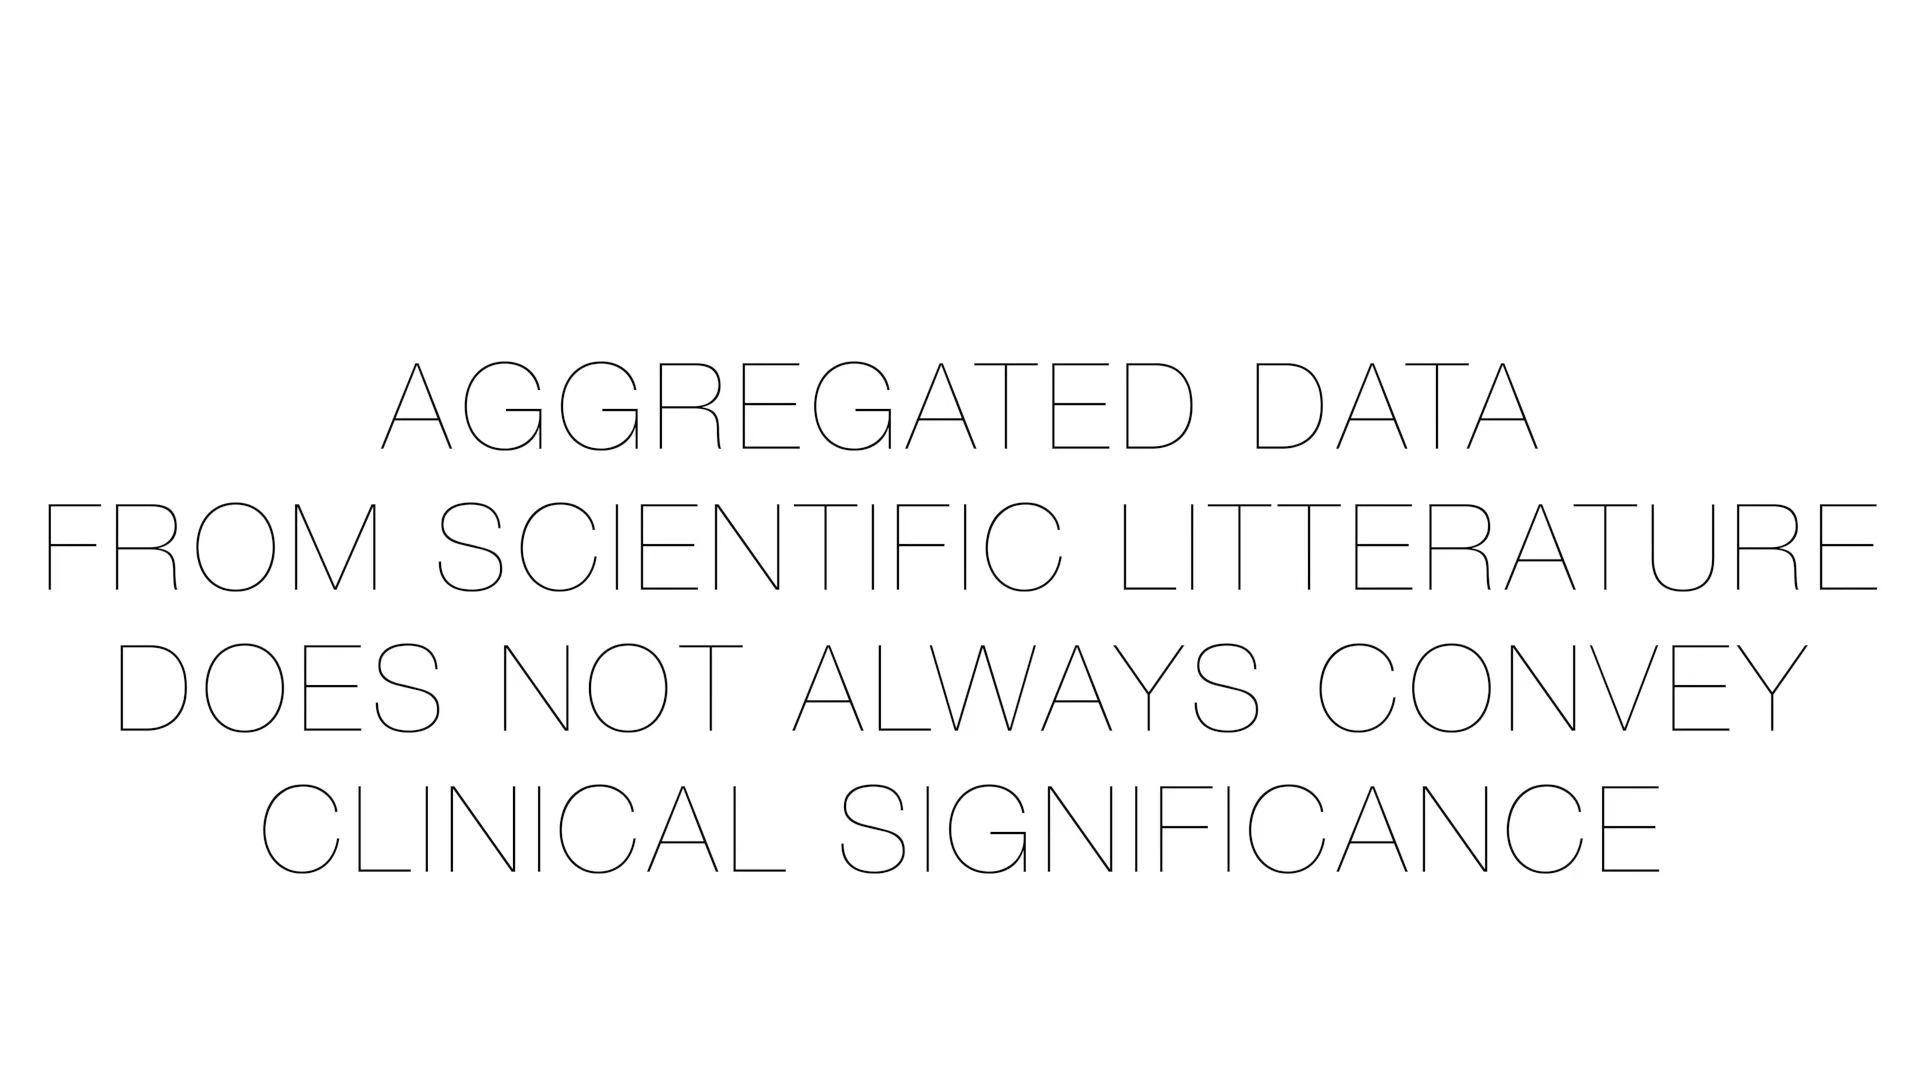 AGGREGATED DATA
FROM SCIENTIFIC LITTERATURE
DOES NOT ALWAYS CONVEY
CLINICAL SIGNIFICANCE